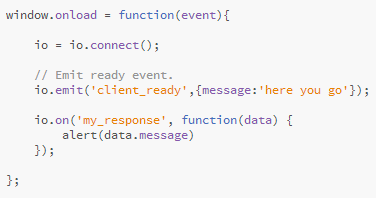 window.onload = function(event){
io = io.connect();
// Emit ready event.
io.emit('client_ready',{message:'here you go'});
io.on('my_response', function(data) {
alert(data.message)
});
};